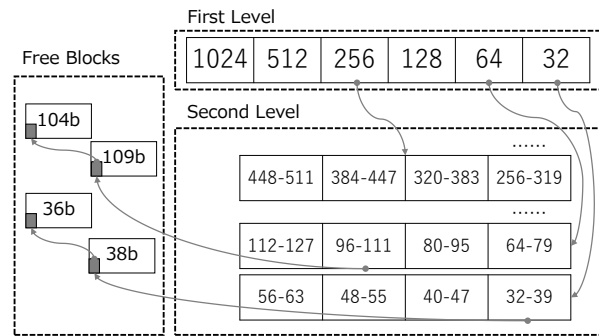 First Level
1024 512 256 128 64 32
Free Blocks
104b
109b
36b
38b
Second Level
......
448-511 384-447 320-383 256-319
......
112-127 96-111 80-95 64-79
56-63 48-55 40-47 32-39